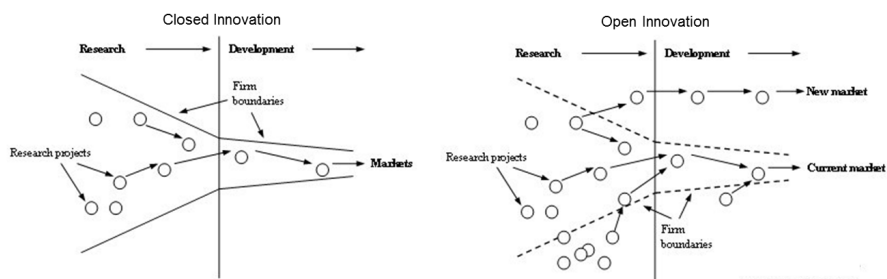 Closed Innovation
Research
Development
Firm
boundaries
Research projects
Markets
Open Innovation
Research
Development
New market
Research projects
Current market
Firm
boundaries